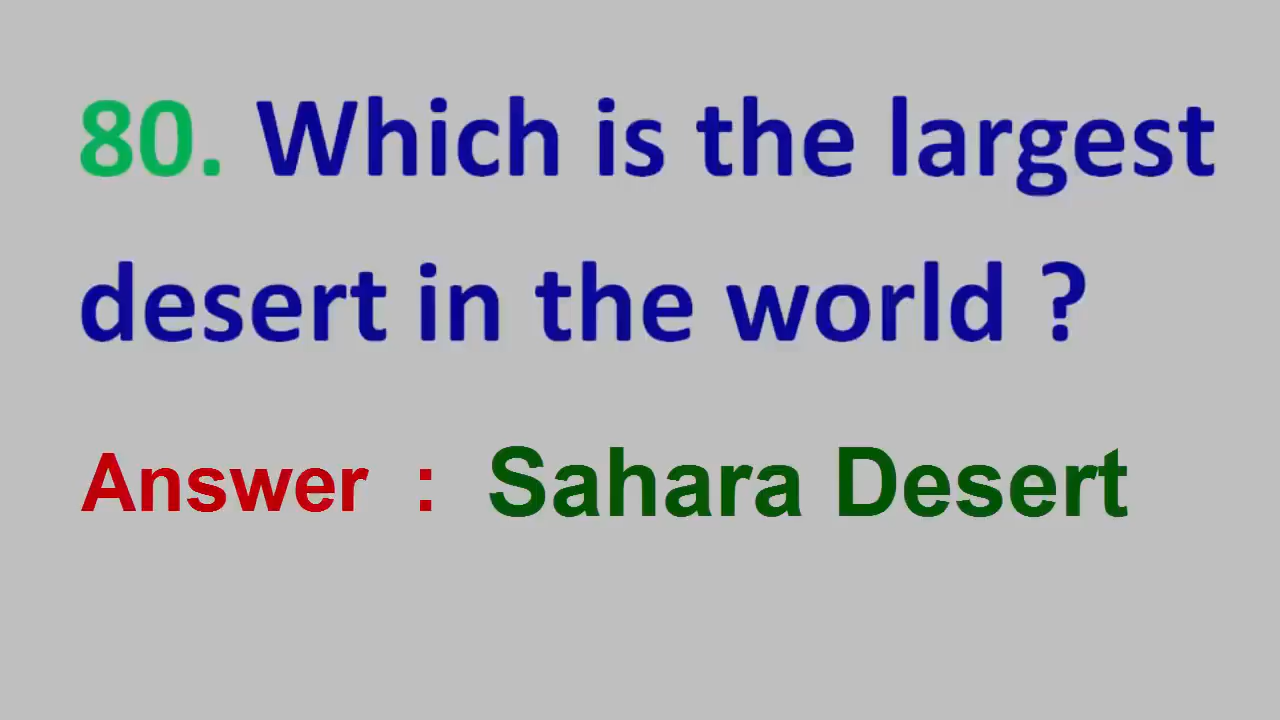 80. Which is the largest
desert in the world ?
Answer : Sahara Desert